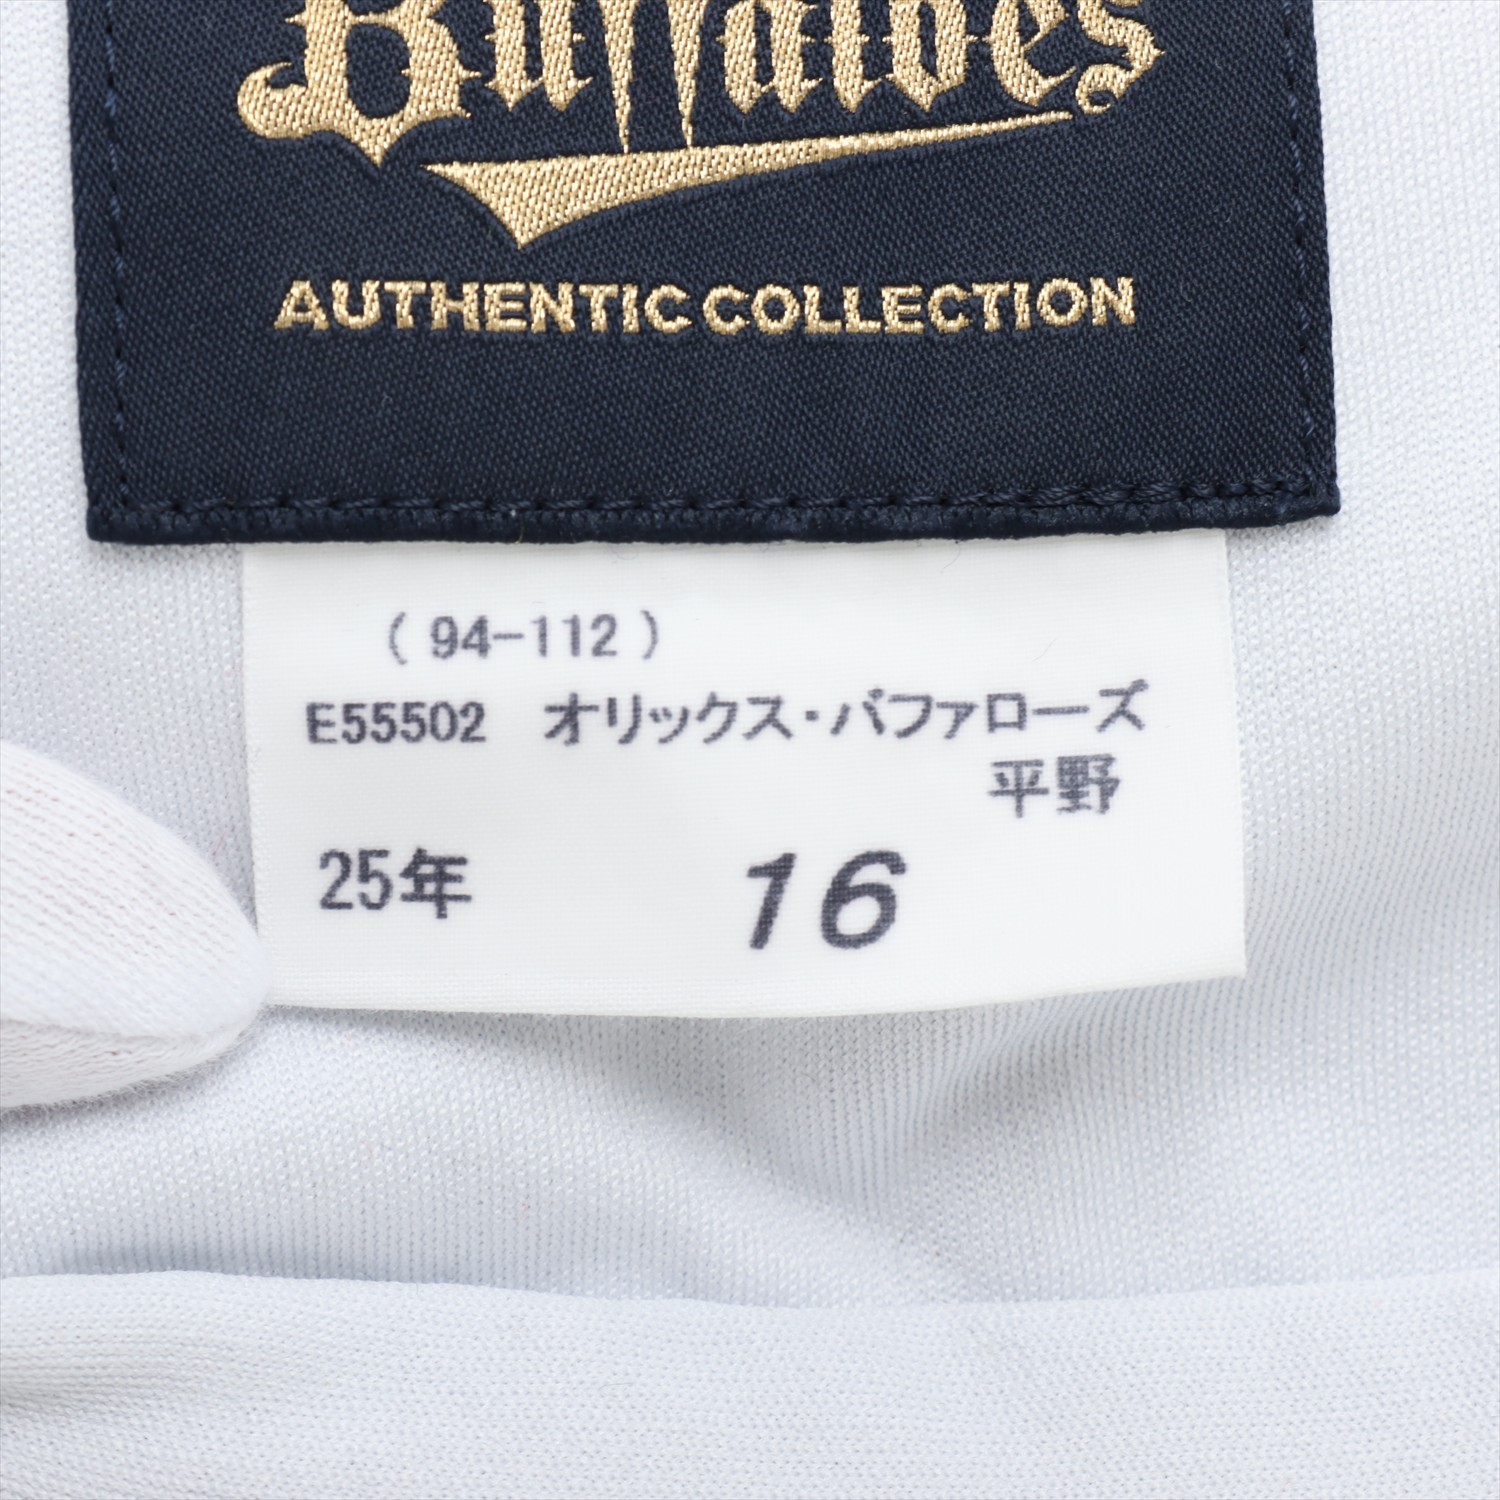 Buffaloes
AUTHENTIC COLLECTION
( 94-112 )
E55502 オリックス・バファローズ
平野
25年 16